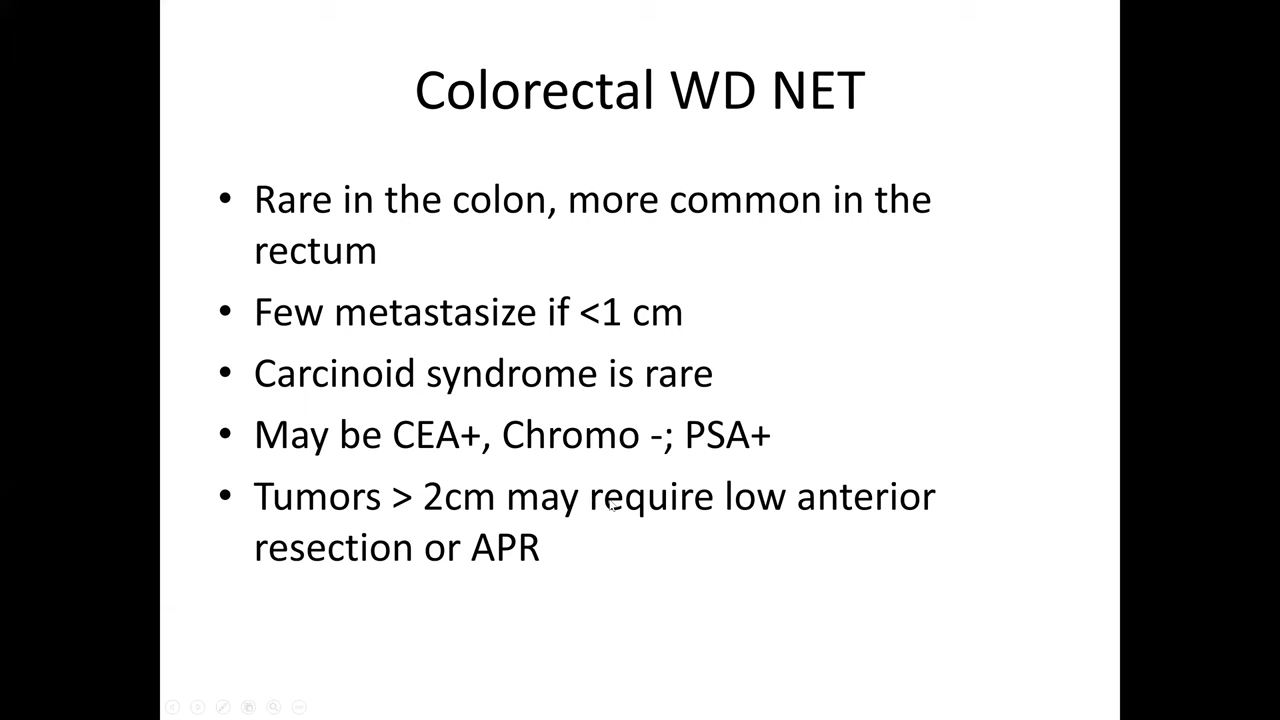 Colorectal WD NET
• Rare in the colon, more common in the
rectum
• Few metastasize if <1 cm
• Carcinoid syndrome is rare
• May be CEA+, Chromo -; PSA+
• Tumors > 2cm may require low anterior
resection or APR